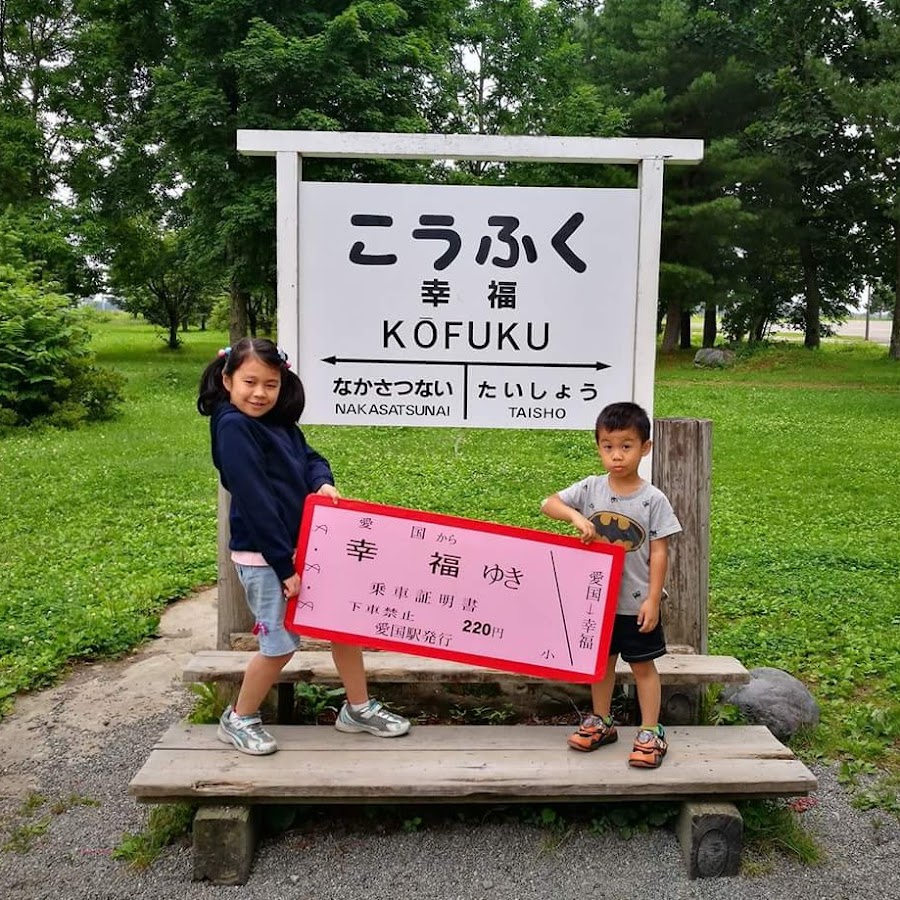 こうふく
幸福
KŌFUKU
なかさつない たいしょう
NAKASATSUNAI TAISHO
愛国から
幸福ゆき
乗車証明書
下車禁止 220円
愛国駅発行
小
愛国→幸福